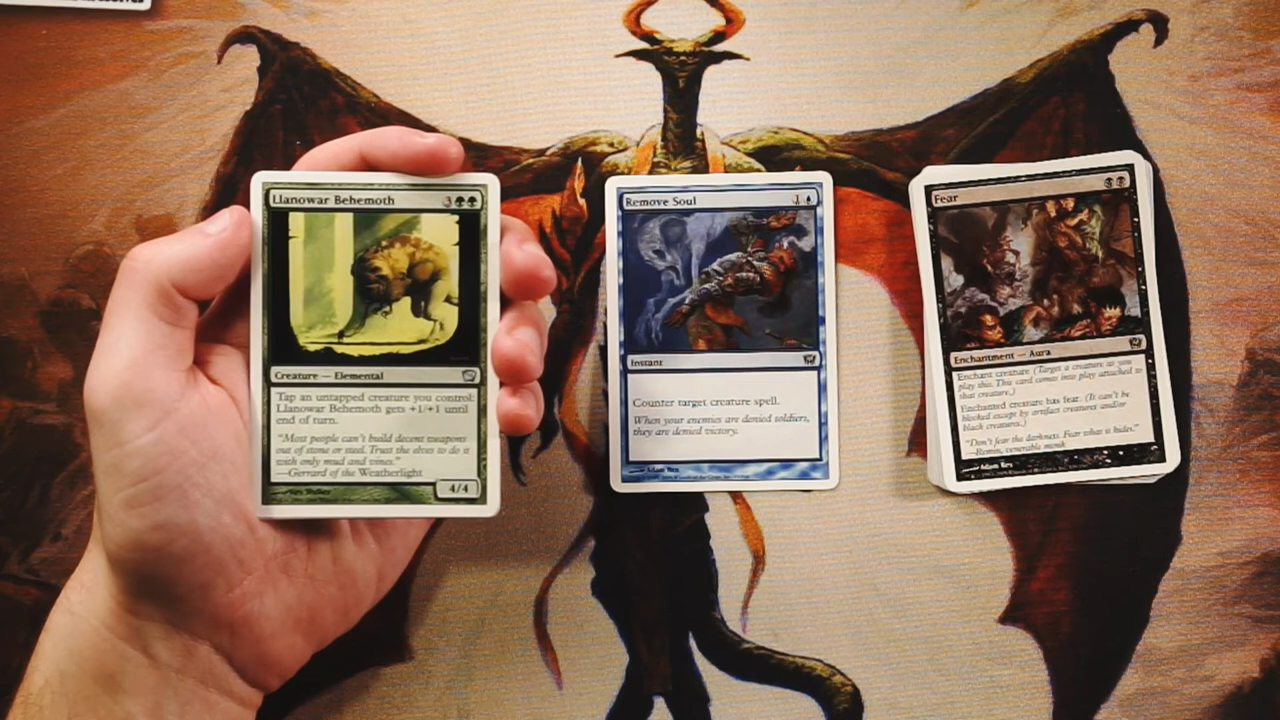 Llanowar Behemoth 3
Creature — Elemental
Tap an untapped creature you control:
Llanowar Behemoth gets +1/+1 until
end of turn.
"Most people can't build decent weapons
out of stone or steel. Trust the elves to do it
with only mud and vines."
—Gerrard of the Weatherlight
4/4
Remove Soul 1
Instant
Counter target creature spell.
When your enemies are denied soldiers,
they are denied victory.
Adam Rex
Fear
Enchantment — Aura
Enchant creature (Target a creature as you
play this. This card comes into play attached to
that creature.)
Enchanted creature has fear. (It can't be
blocked except by artifact creatures and/or
black creatures.)
"Don't fear the darkness. Fear what it hides."
—Remin, venerable monk
Adam Rex